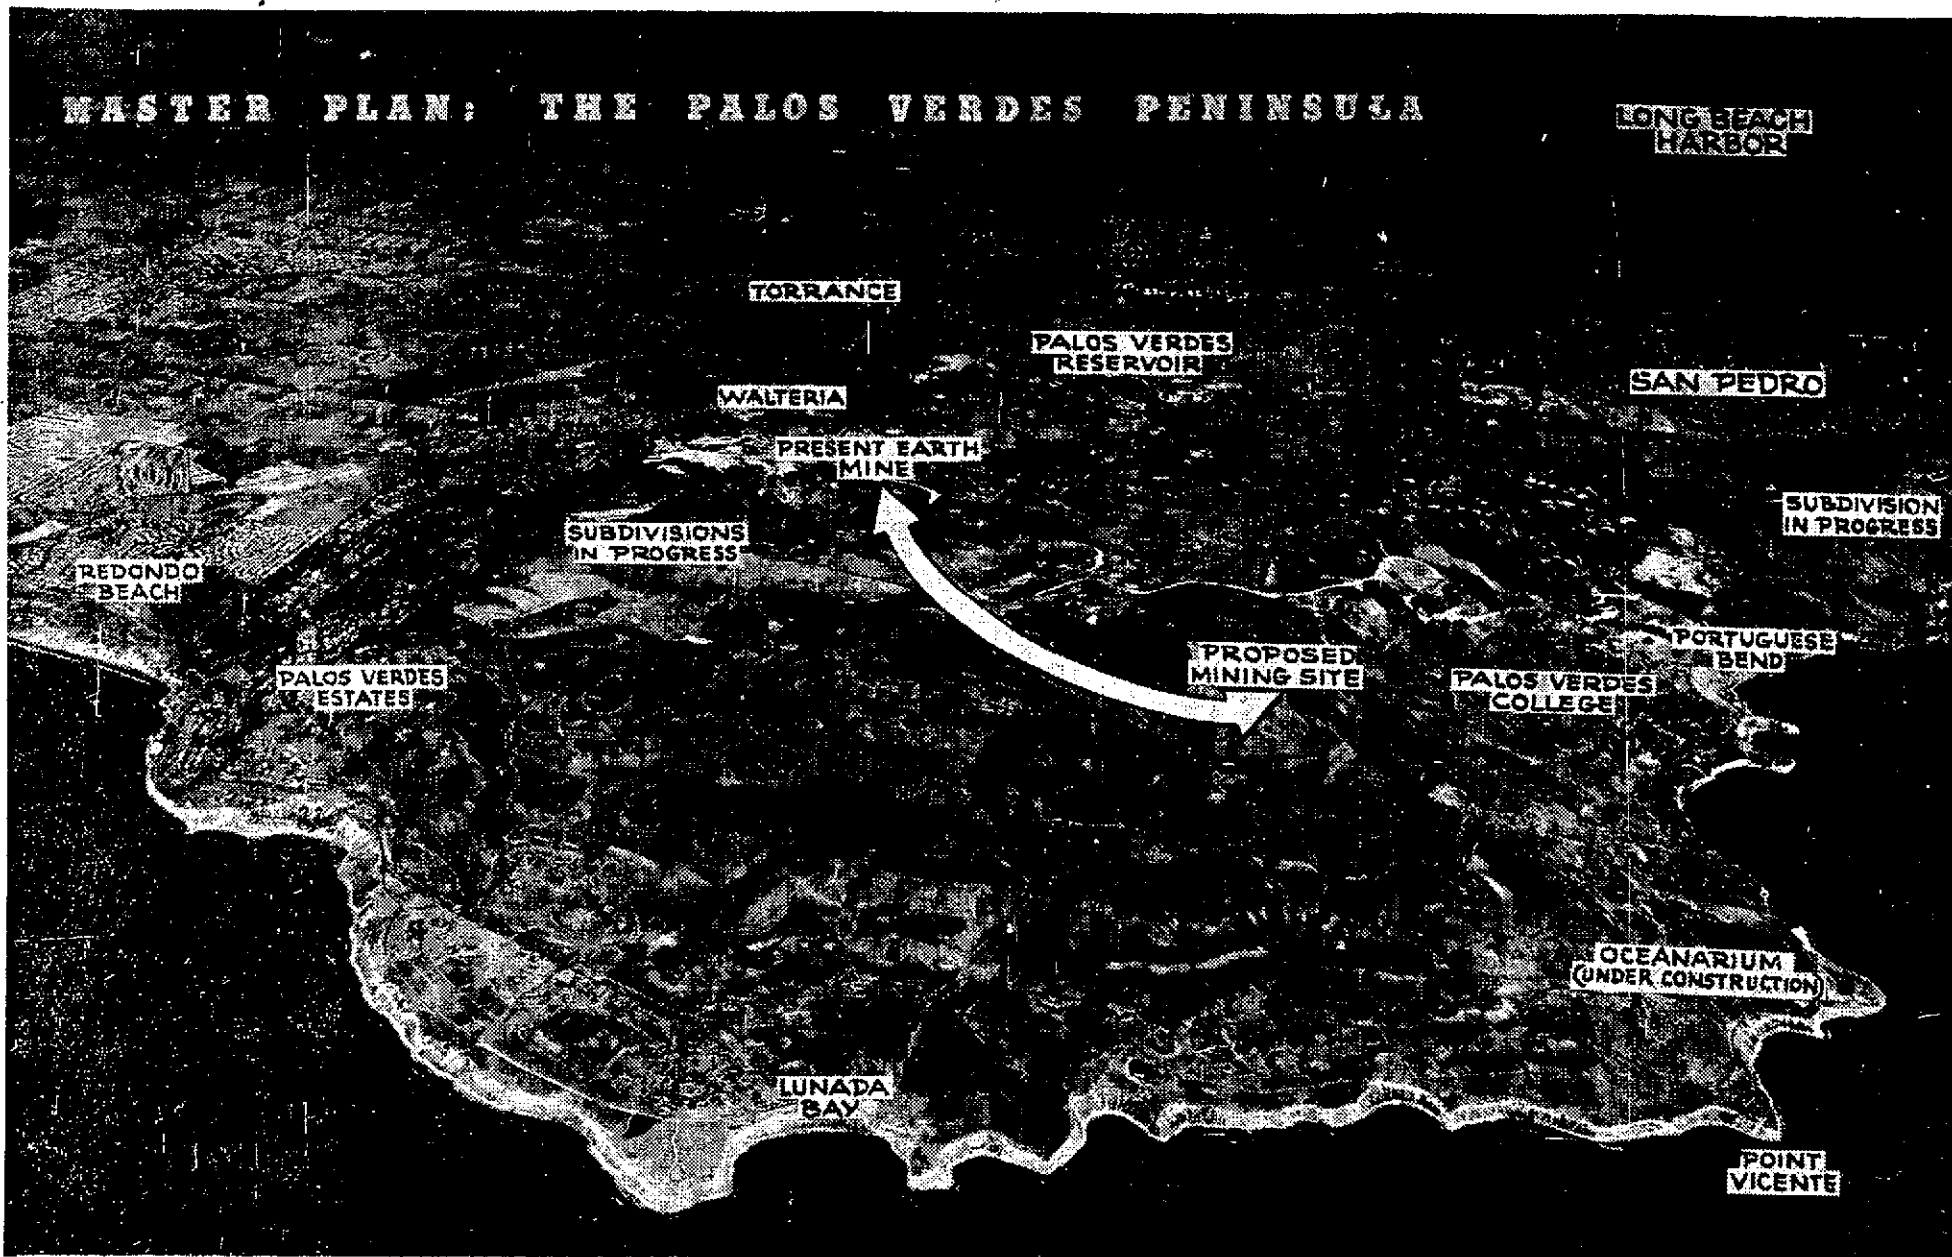 MASTER PLAN: THE PALOS VERDES PENINSULA
LONG BEACH
HARBOR
TORRANCE
PALOS VERDES
RESERVOIR
SAN PEDRO
WALTERIA
PRESENT EARTH
MINE
SUBDIVISION
IN PROGRESS
SUBDIVISIONS
IN PROGRESS
REDONDO
BEACH
PORTUGUESE
BEND
PROPOSED
MINING SITE
PALOS VERDES
ESTATES
PALOS VERDES
COLLEGE
OCEANARIUM
(UNDER CONSTRUCTION)
LUNADA
BAY
POINT
VICENTE